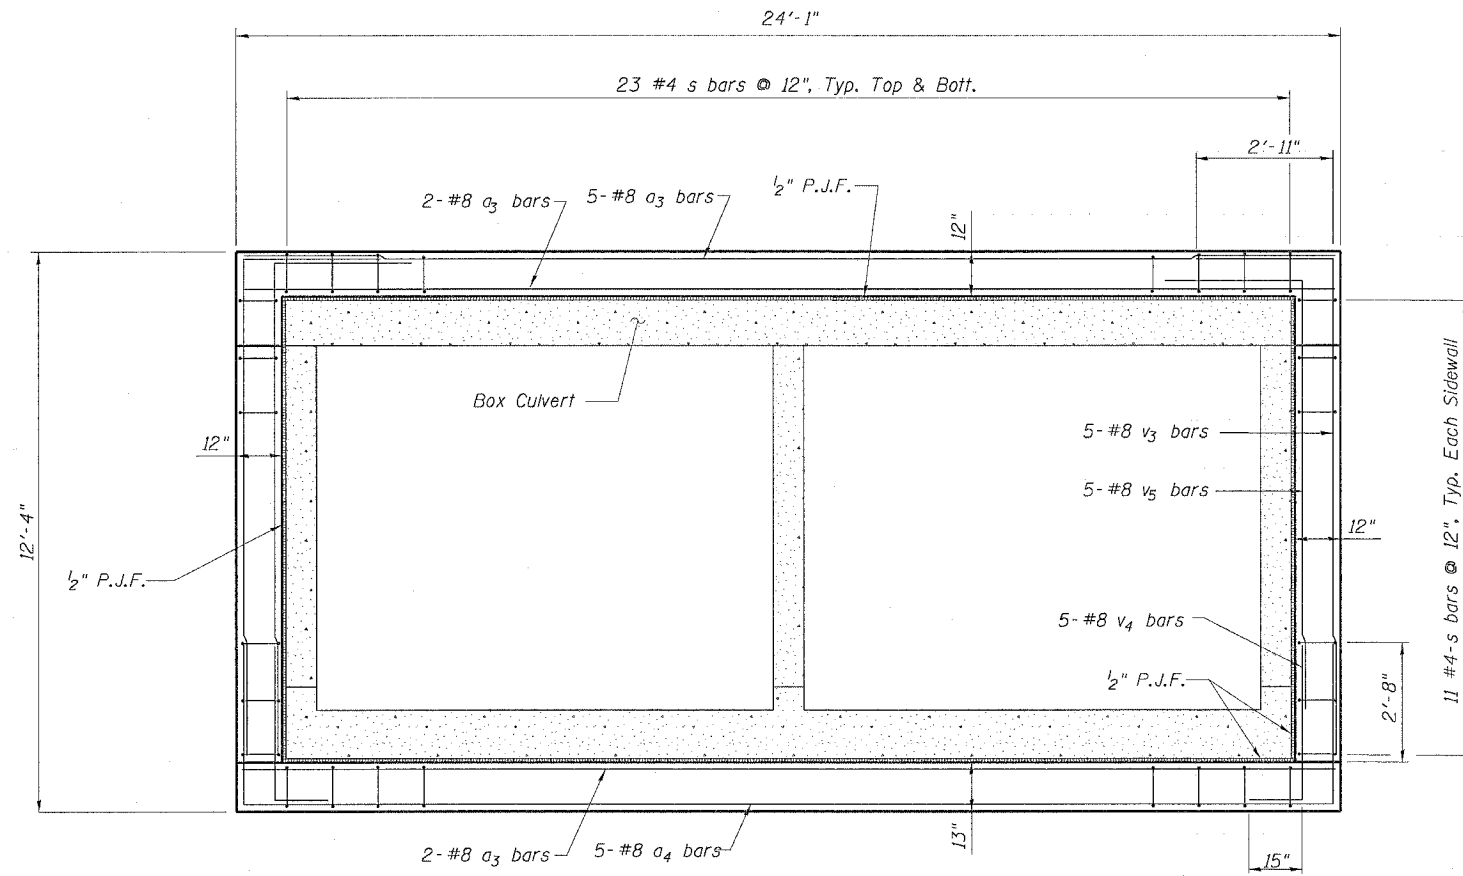 24'-1"
23 #4 s bars @ 12", Typ. Top & Bott.
2'-11"
2-#8 a3 bars
5-#8 a3 bars
1/2" P.J.F.
12"
Box Culvert
12"
5-#8 v3 bars
5-#8 v5 bars
12"
12'-4"
1/2" P.J.F.
11 #4-s bars @ 12", Typ. Each Sidewall
5-#8 v4 bars
1/2" P.J.F.
2'-8"
2-#8 a3 bars
5-#8 a4 bars
13"
15"